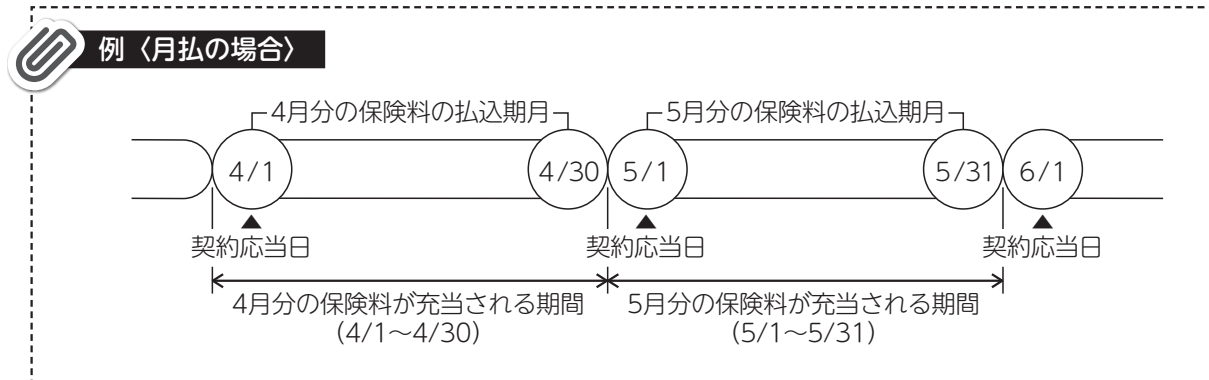 例〈月払の場合〉
4月分の保険料の払込期月 5月分の保険料の払込期月
4/1 4/30 5/1 5/31 6/1
契約応当日 契約応当日 契約応当日
4月分の保険料が充当される期間 5月分の保険料が充当される期間
(4/1～4/30) (5/1～5/31)